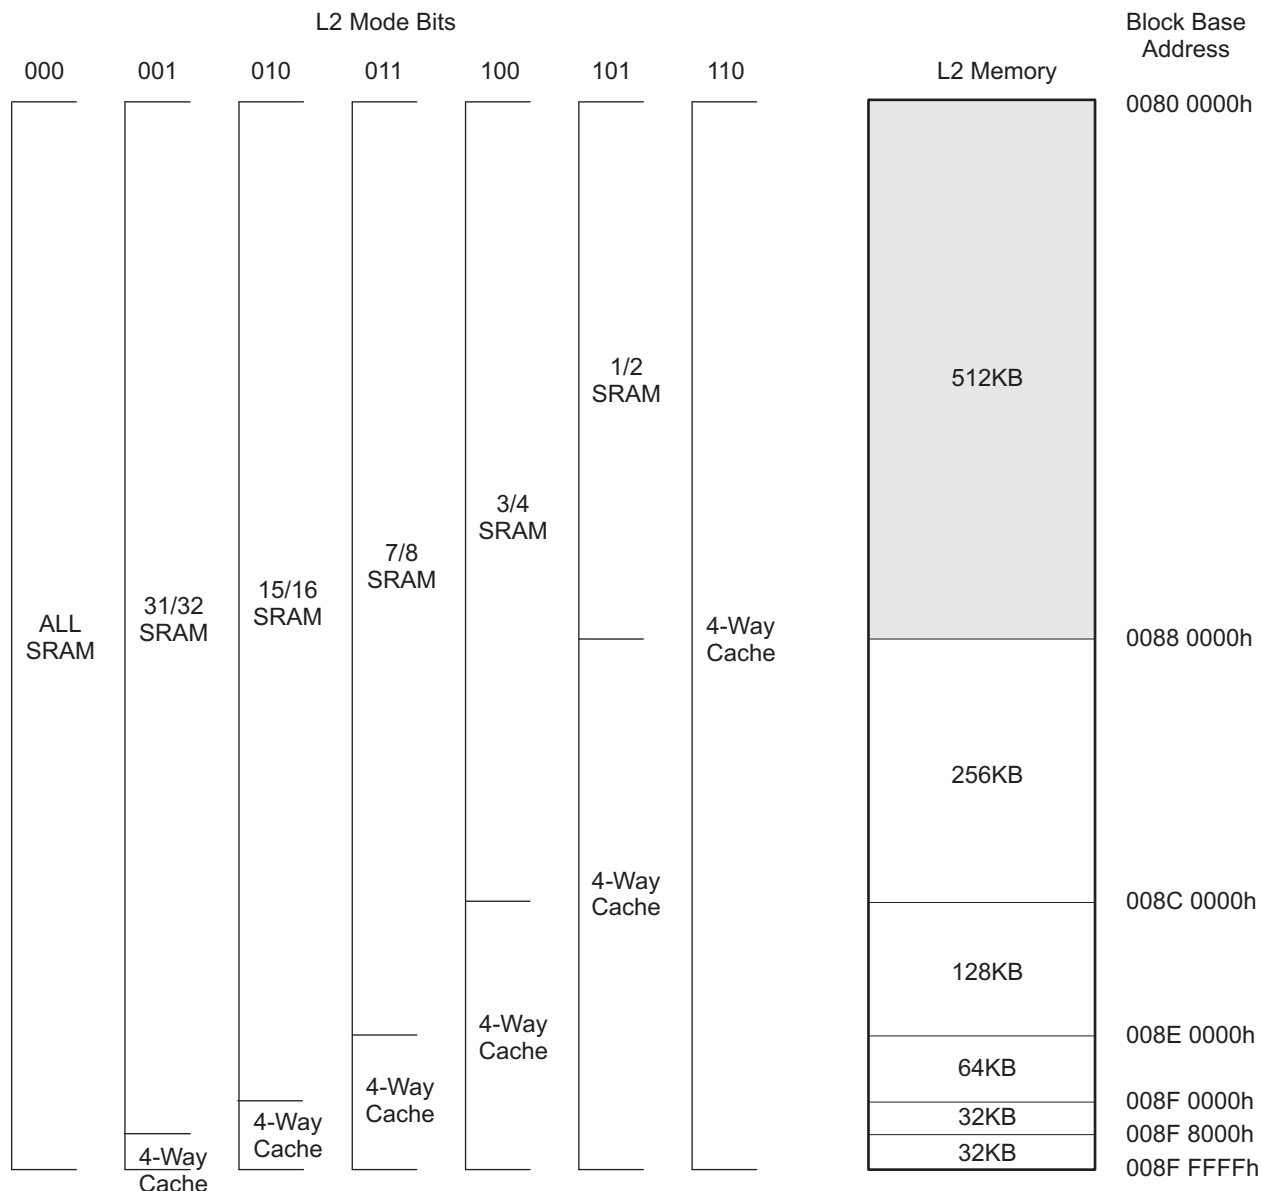 L2 Mode Bits
Block Base
Address
000 001 010 011 100 101 110 L2 Memory
0080 0000h
1/2
SRAM
512KB
3/4
SRAM
7/8
SRAM
15/16
SRAM
31/32
SRAM
ALL
SRAM
4-Way
Cache
0088 0000h
256KB
4-Way
Cache
008C 0000h
128KB
4-Way
Cache
008E 0000h
64KB
4-Way
Cache
008F 0000h
4-Way
Cache
32KB
008F 8000h
4-Way
Cache
32KB
008F FFFFh